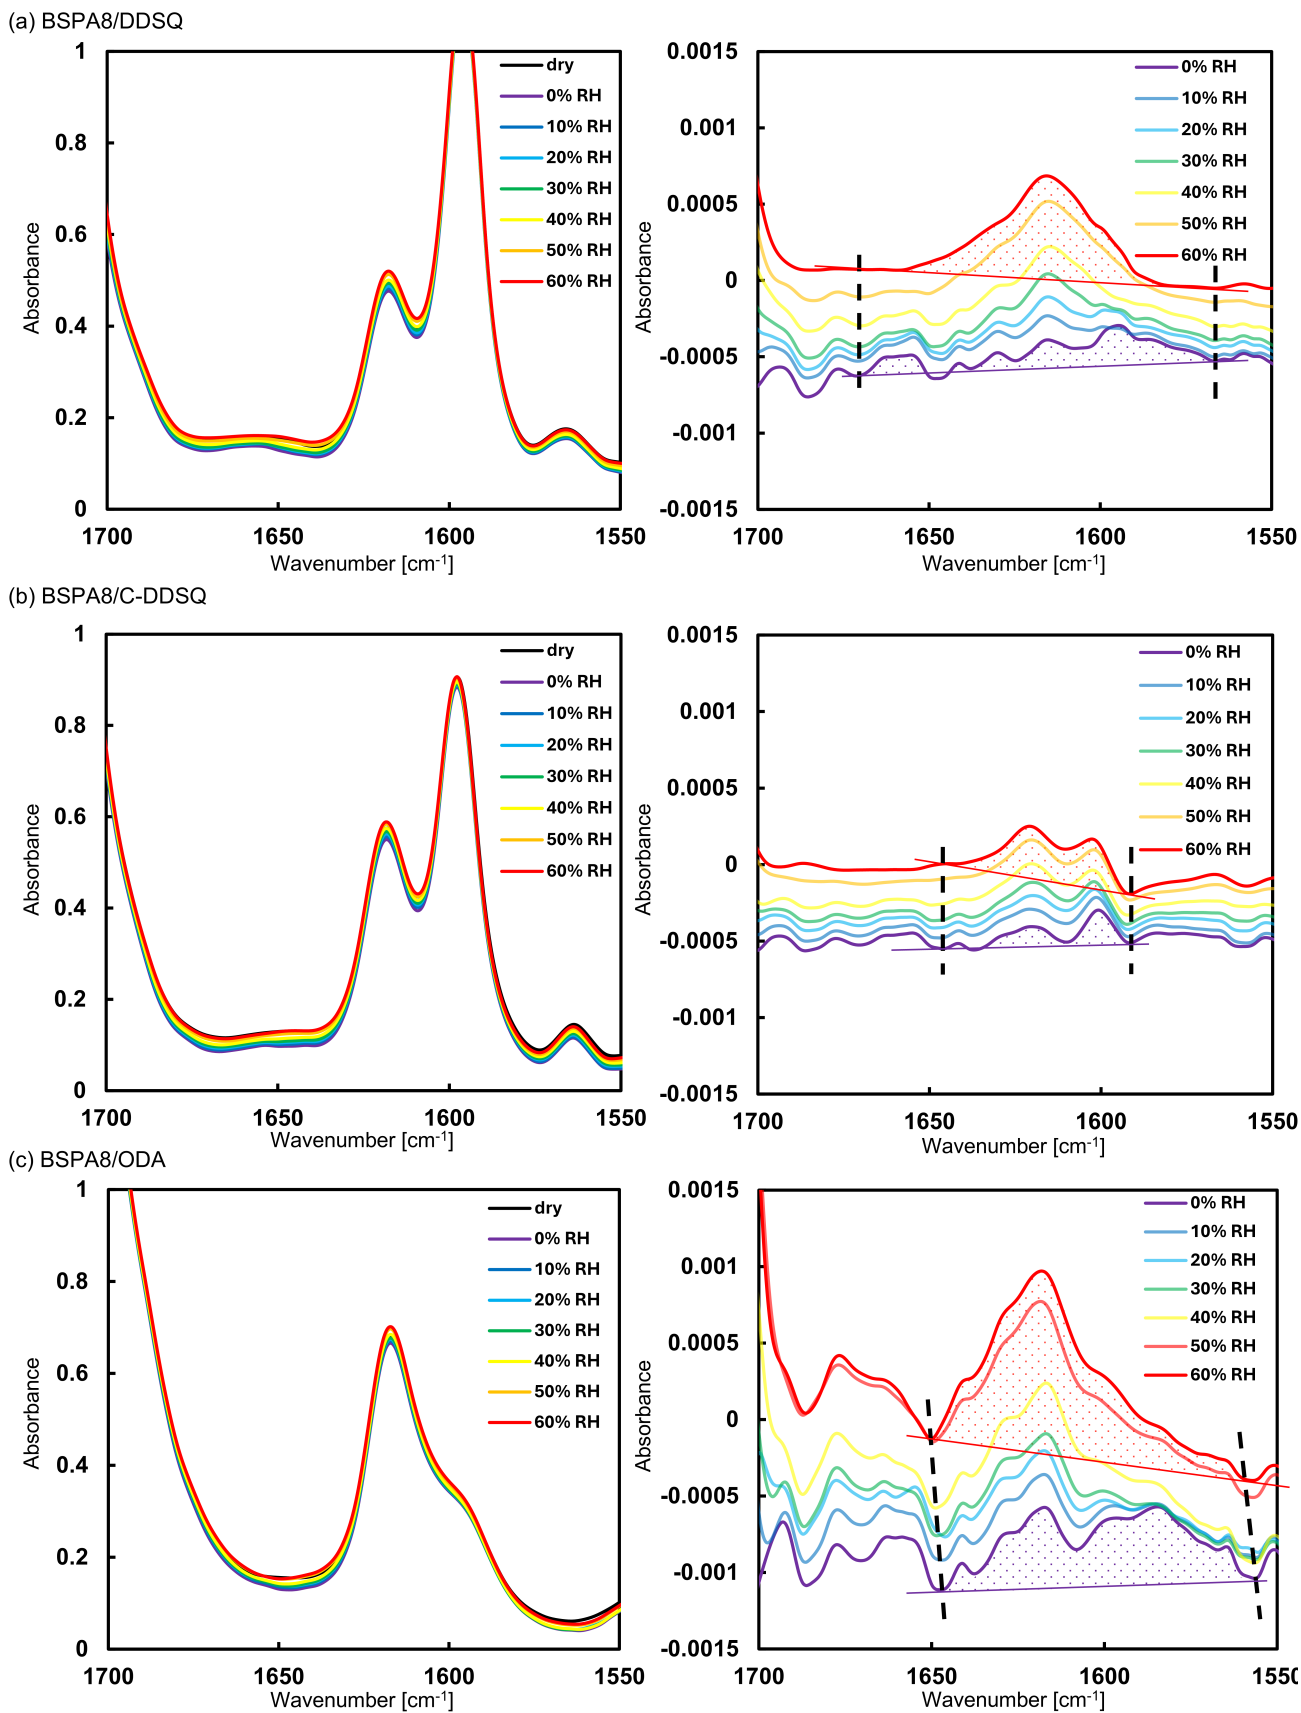 (a) BSPA8/DDSQ
1
0.8
0.6
0.4
0.2
0
Absorbance
1700
1650
1600
1550
Wavenumber [cm-1]
dry
0% RH
10% RH
20% RH
30% RH
40% RH
50% RH
60% RH
0.0015
0.001
0.0005
0
-0.0005
-0.001
-0.0015
Absorbance
1700
1650
1600
1550
Wavenumber [cm-1]
0% RH
10% RH
20% RH
30% RH
40% RH
50% RH
60% RH
(b) BSPA8/C-DDSQ
1
0.8
0.6
0.4
0.2
0
Absorbance
1700
1650
1600
1550
Wavenumber [cm-1]
dry
0% RH
10% RH
20% RH
30% RH
40% RH
50% RH
60% RH
0.0015
0.001
0.0005
0
-0.0005
-0.001
-0.0015
Absorbance
1700
1650
1600
1550
Wavenumber [cm-1]
0% RH
10% RH
20% RH
30% RH
40% RH
50% RH
60% RH
(c) BSPA8/ODA
1
0.8
0.6
0.4
0.2
0
Absorbance
1700
1650
1600
1550
Wavenumber [cm-1]
dry
0% RH
10% RH
20% RH
30% RH
40% RH
50% RH
60% RH
0.0015
0.001
0.0005
0
-0.0005
-0.001
-0.0015
Absorbance
1700
1650
1600
1550
Wavenumber [cm-1]
0% RH
10% RH
20% RH
30% RH
40% RH
50% RH
60% RH